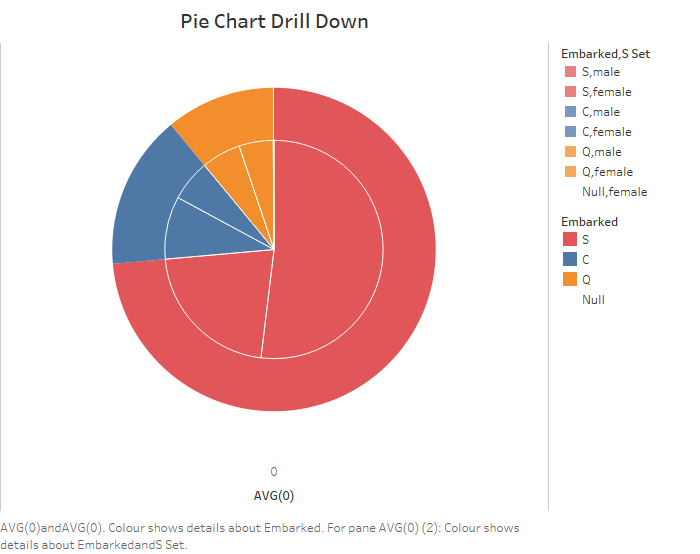 Pie Chart Drill Down
Embarked,S Set
S,male
S,female
C,male
C,female
Q,male
Q,female
Null,female
Embarked
S
C
Q
Null
0
AVG(0)
AVG(0)andAVG(0). Colour shows details about Embarked. For pane AVG(0) (2): Colour shows
details about EmbarkedandS Set.